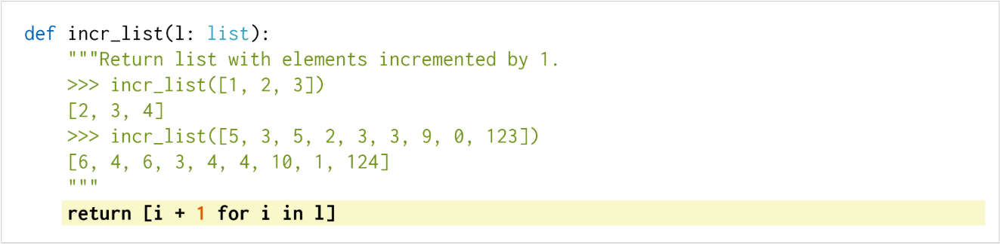 def incr_list(l: list):
    """Return list with elements incremented by 1.
    >>> incr_list([1, 2, 3])
    [2, 3, 4]
    >>> incr_list([5, 3, 5, 2, 3, 3, 9, 0, 123])
    [6, 4, 6, 3, 4, 4, 10, 1, 124]
    """
    return [i + 1 for i in l]